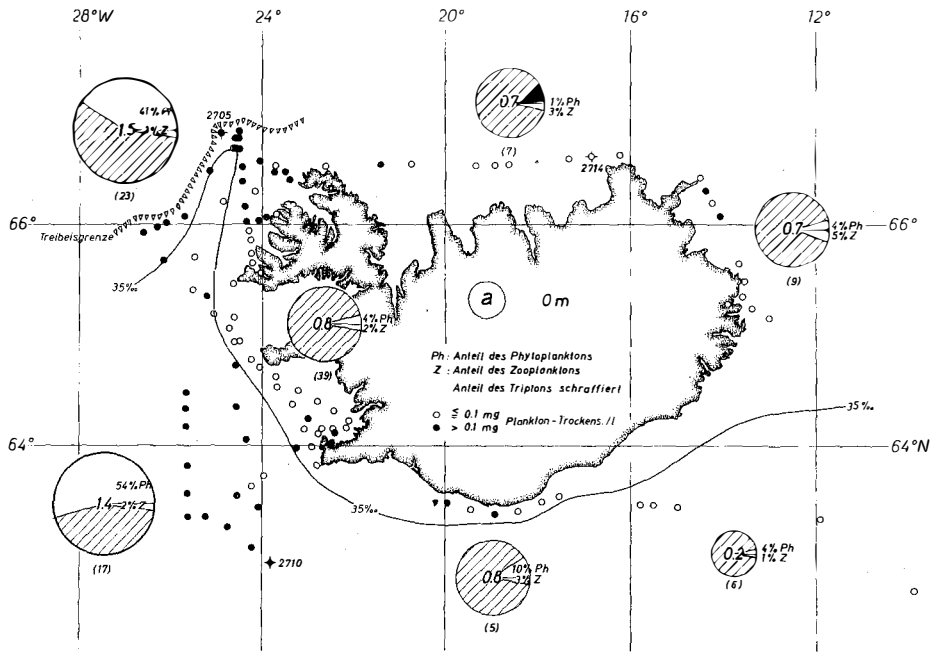 28°W 24° 20° 16° 12°
41% Ph
1.5 3% Z
(23)
2705
0.7
1% Ph
3% Z
(7)
2714
66° 66°
Treibeisgrenze
35‰
0.7
4% Ph
5% Z
(9)
0.8
4% Ph
2% Z
(39)
a 0 m
Ph : Anteil des Phytoplanktons
Z : Anteil des Zooplanktons
Anteil des Triptons schraffiert
○ ≦ 0.1 mg
● > 0.1 mg
Plankton-Trockens./l
35‰
64° 64°N
54% Ph
1.4 2% Z
(17)
35‰
2710
10% Ph
0.8 3% Z
(5)
0.2
4% Ph
1% Z
(6)